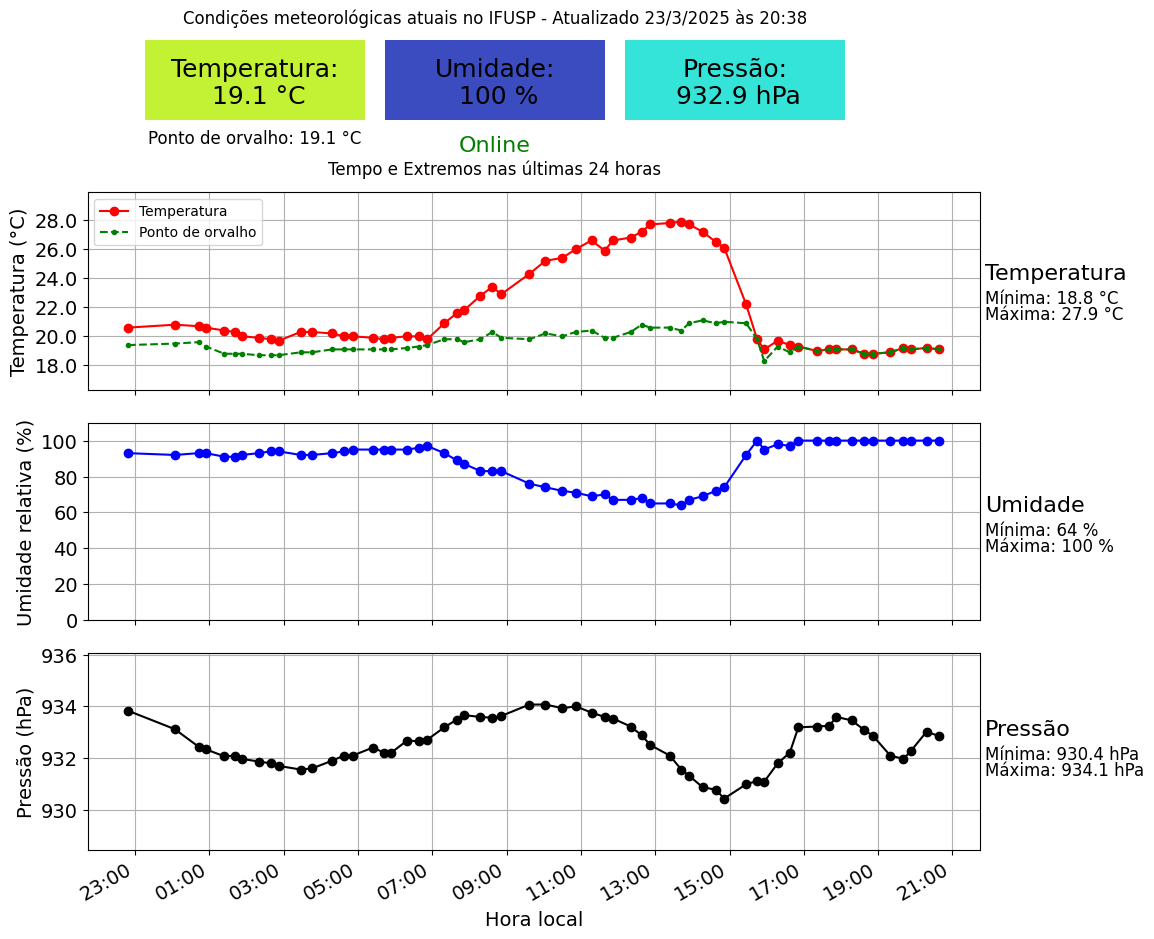 Condições meteorológicas atuais no IFUSP - Atualizado 23/3/2025 às 20:38
Temperatura:
19.1 °C
Umidade:
100 %
Pressão:
932.9 hPa
Ponto de orvalho: 19.1 °C
Online
Tempo e Extremos nas últimas 24 horas
Temperatura (°C)
28.0
26.0
24.0
22.0
20.0
18.0
Temperatura
Ponto de orvalho
Temperatura
Mínima: 18.8 °C
Máxima: 27.9 °C
Umidade relativa (%)
100
80
60
40
20
0
Umidade
Mínima: 64 %
Máxima: 100 %
Pressão (hPa)
936
934
932
930
Pressão
Mínima: 930.4 hPa
Máxima: 934.1 hPa
23:00 01:00 03:00 05:00 07:00 09:00 11:00 13:00 15:00 17:00 19:00 21:00
Hora local